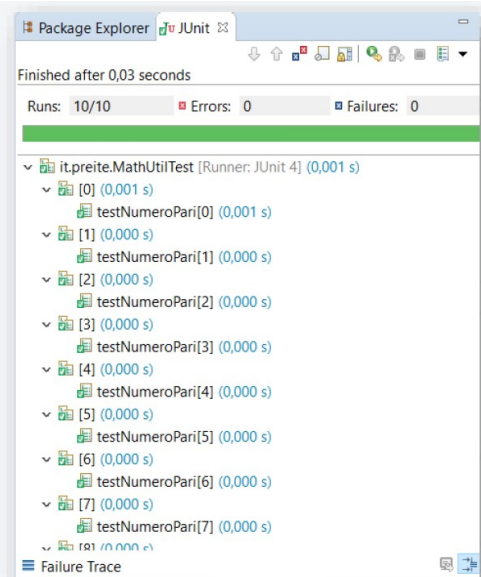 Package Explorer JUnit
Finished after 0,03 seconds
Runs: 10/10 Errors: 0 Failures: 0
it.preite.MathUtilTest [Runner: JUnit 4] (0,001 s)
[0] (0,001 s)
testNumeroPari[0] (0,001 s)
[1] (0,000 s)
testNumeroPari[1] (0,000 s)
[2] (0,000 s)
testNumeroPari[2] (0,000 s)
[3] (0,000 s)
testNumeroPari[3] (0,000 s)
[4] (0,000 s)
testNumeroPari[4] (0,000 s)
[5] (0,000 s)
testNumeroPari[5] (0,000 s)
[6] (0,000 s)
testNumeroPari[6] (0,000 s)
[7] (0,000 s)
testNumeroPari[7] (0,000 s)
[8] (0,000 s)
Failure Trace